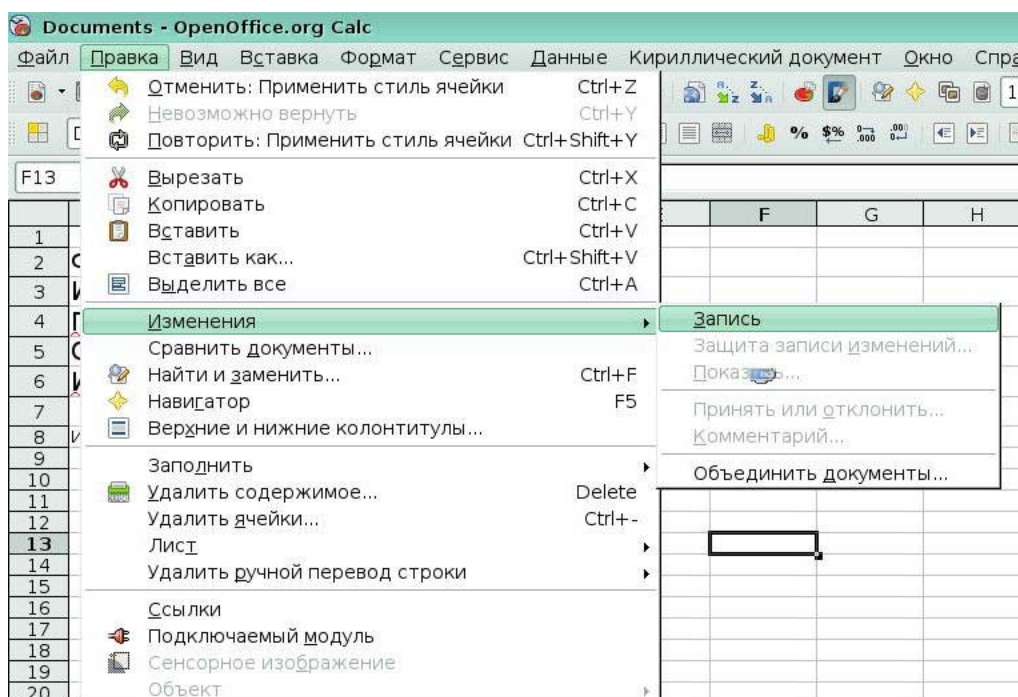 Documents - OpenOffice.org Calc
Файл Правка Вид Вставка Формат Сервис Данные Кириллический документ Окно
Отменить: Применить стиль ячейки Ctrl+Z
Невозможно вернуть Ctrl+Y
Повторить: Применить стиль ячейки Ctrl+Shift+Y
F13
Вырезать Ctrl+X
Копировать Ctrl+C
Вставить Ctrl+V
Вставить как... Ctrl+Shift+V
Выделить все Ctrl+A
Изменения
Сравнить документы...
Найти и заменить... Ctrl+F
Навигатор F5
Верхние и нижние колонтитулы...
Заполнить
Удалить содержимое... Delete
Удалить ячейки... Ctrl+-
Лист
Удалить ручной перевод строки
Ссылки
Подключаемый модуль
Сенсорное изображение
Объект
Запись
Защита записи изменений...
Принять или отклонить...
Комментарий...
Объединить документы...
F G H
1
2
3
4
5
6
7
8
9
10
11
12
13
14
15
16
17
18
19
20